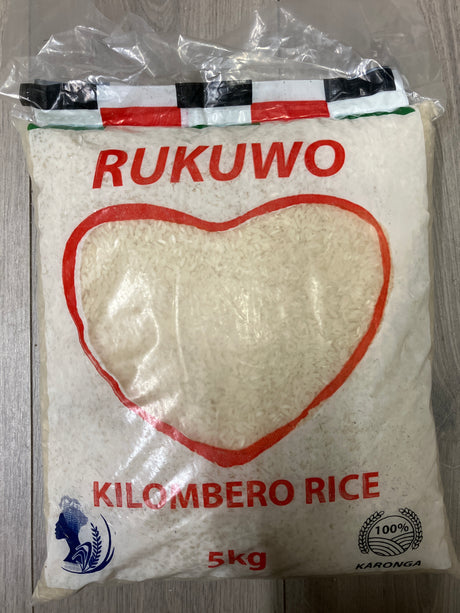 RUKUWO
KILOMBERO RICE
5kg
100%
KARONGA